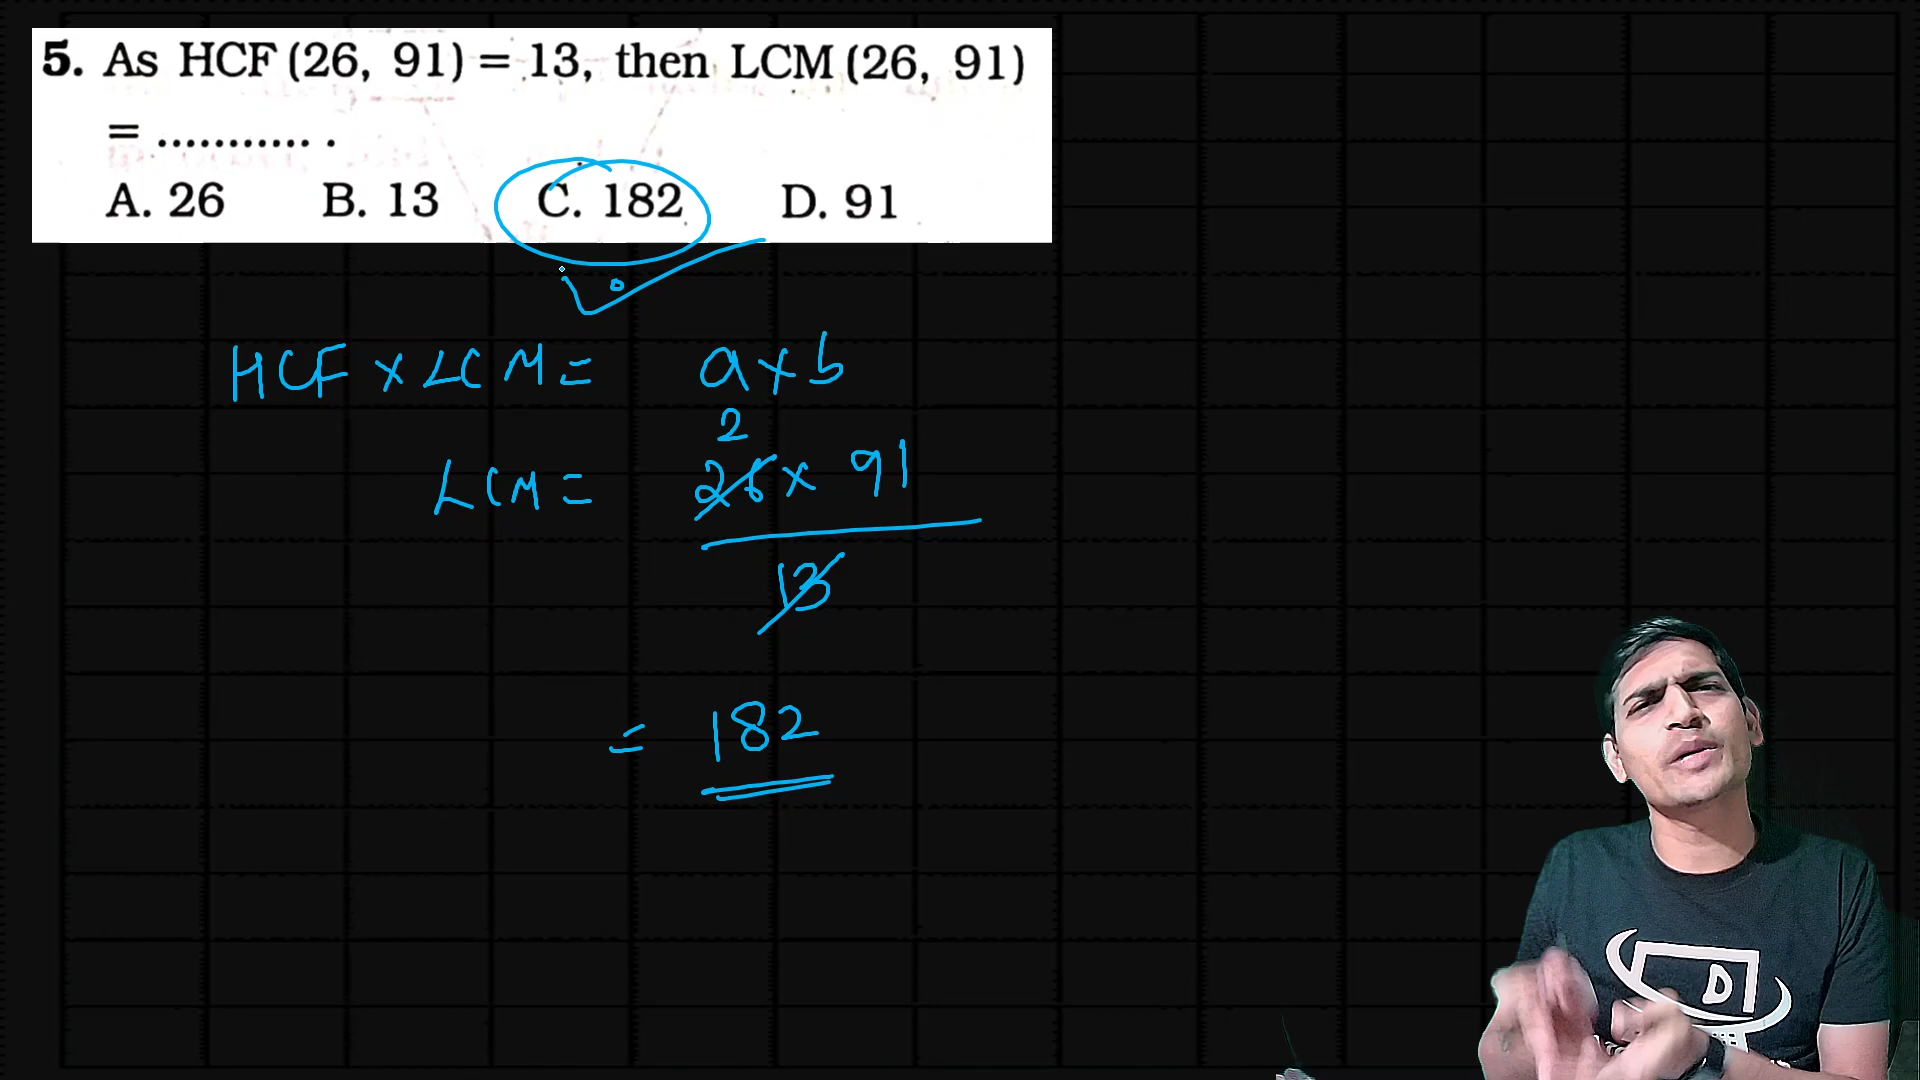 5. As HCF (26, 91) = 13, then LCM (26, 91)
= ........... .
A. 26 B. 13 C. 182 D. 91
HCF x LCM = a x b
2
LCM = 26 x 91
13
= 182
D